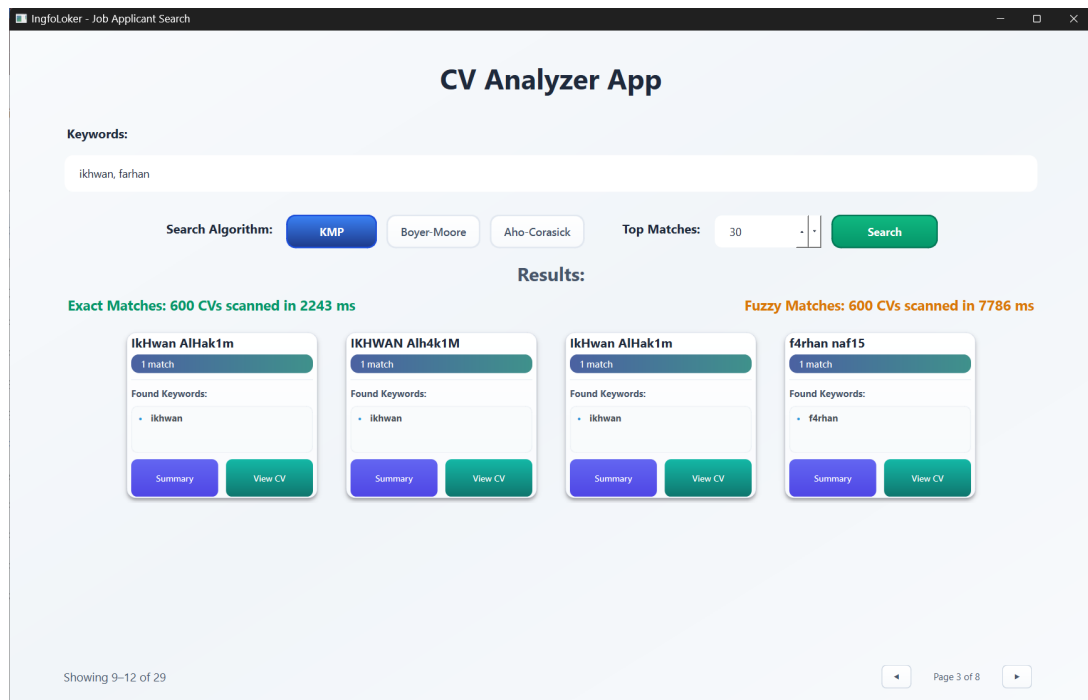 IngfoLoker - Job Applicant Search
CV Analyzer App
Keywords:
ikhwan, farhan
Search Algorithm: KMP Boyer-Moore Aho-Corasick Top Matches: 30 Search
Results:
Exact Matches: 600 CVs scanned in 2243 ms Fuzzy Matches: 600 CVs scanned in 7786 ms
IkHwan AlHak1m
1 match
Found Keywords:
• ikhwan
Summary View CV
IKHWAN Alh4k1M
1 match
Found Keywords:
• ikhwan
Summary View CV
IkHwan AlHak1m
1 match
Found Keywords:
• ikhwan
Summary View CV
f4rhan naf15
1 match
Found Keywords:
• f4rhan
Summary View CV
Showing 9–12 of 29 Page 3 of 8